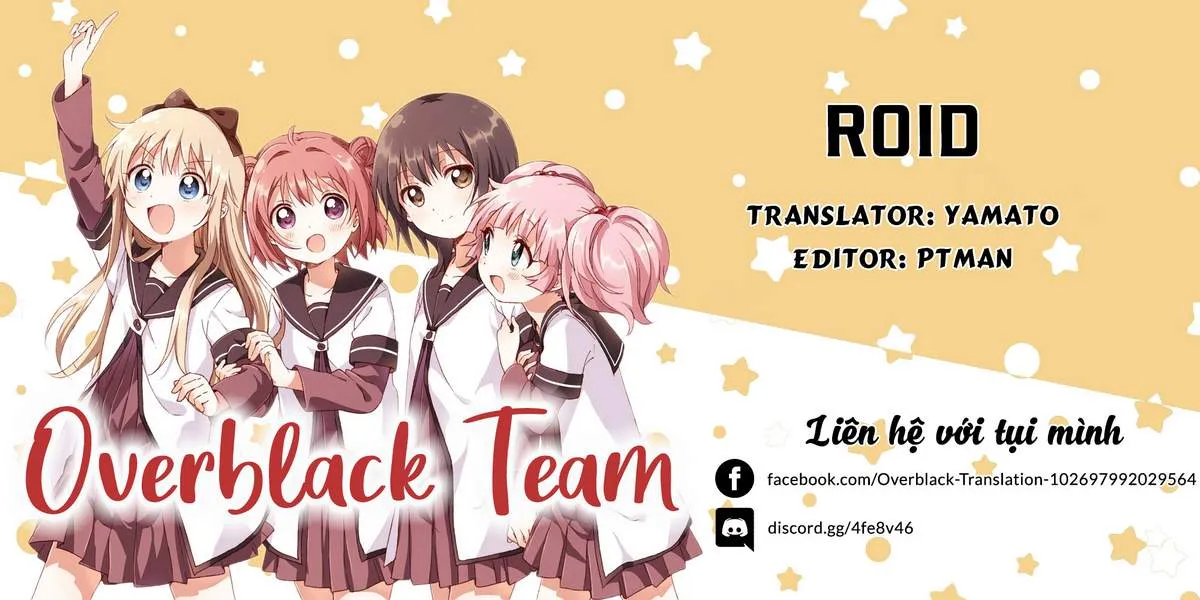 ROID
TRANSLATOR: YAMATO
EDITOR: PTMAN
Overblack Team
Liên hệ với tụi mình
facebook.com/Overblack-Translation-102697992029564
discord.gg/4fe8v46